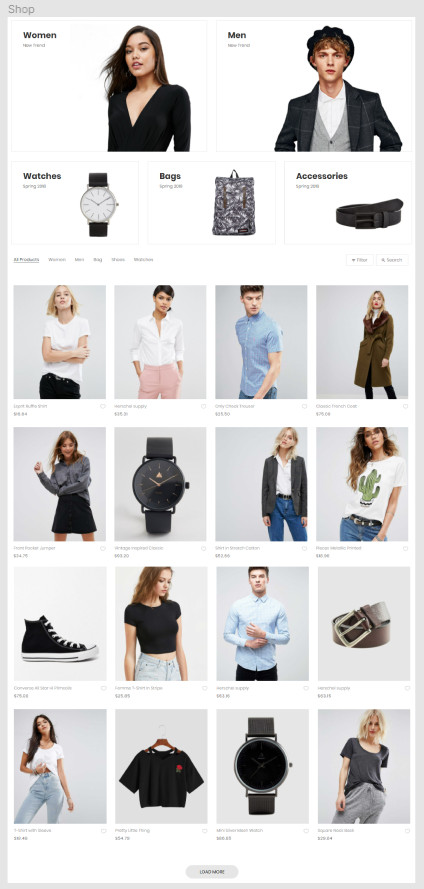 Shop
Women
New Trend
Men
New Trend
Watches
Spring 2018
Bags
Spring 2018
Accessories
Spring 2018
All Products Women Men Bag Shoes Watches
Filter Search
Esprit Ruffle Shirt
$16.64
Herschel supply
$35.31
Only Check Trouser
$25.50
Classic Trench Coat
$75.00
Front Pocket Jumper
$34.75
Vintage Inspired Classic
$93.20
Shirt in Stretch Cotton
$52.66
Pieces Metallic Printed
$18.96
Converse All Star Hi Plimsolls
$75.00
Femme T-Shirt In Stripe
$25.85
Herschel supply
$63.16
Herschel supply
$63.15
T-Shirt with Sleeve
$18.49
Pretty Little Thing
$54.79
Mini Silver Mesh Watch
$86.85
Square Neck Back
$29.64
LOAD MORE